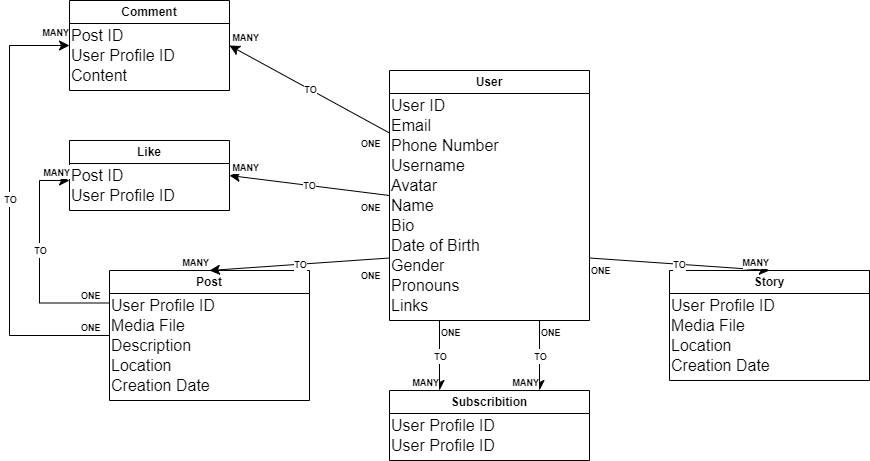 Comment
MANY
Post ID
User Profile ID
Content
MANY
TO
ONE
User
User ID
Email
Phone Number
Username
Avatar
Name
Bio
Date of Birth
Gender
Pronouns
Links
Like
MANY
Post ID
User Profile ID
MANY
TO
ONE
TO
TO
MANY
TO
ONE
Post
ONE
User Profile ID
ONE
Media File
Description
Location
Creation Date
ONE
TO
MANY
Story
User Profile ID
Media File
Location
Creation Date
ONE
ONE
TO
TO
MANY
MANY
Subscribition
User Profile ID
User Profile ID